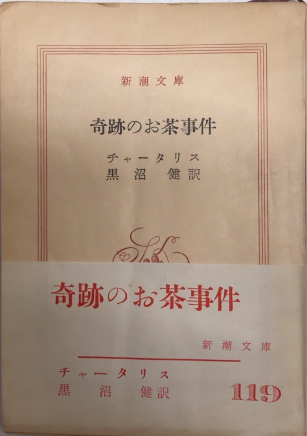 新潮文庫
奇跡のお茶事件
チャータリス
黒沼 健訳
奇跡のお茶事件
新潮文庫
チャータリス
黒沼 健訳
119